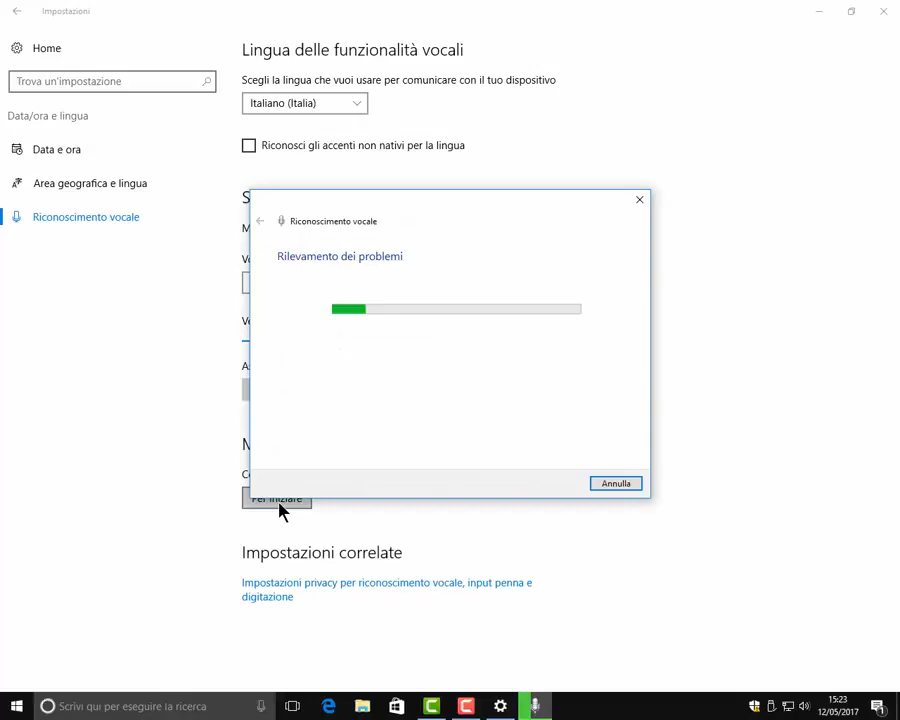 Impostazioni
Home
Trova un'impostazione
Data/ora e lingua
Data e ora
Area geografica e lingua
Riconoscimento vocale
Lingua delle funzionalità vocali
Scegli la lingua che vuoi usare per comunicare con il tuo dispositivo
Italiano (Italia)
Riconosci gli accenti non nativi per la lingua
Riconoscimento vocale
Rilevamento dei problemi
Annulla
Per iniziare
Impostazioni correlate
Impostazioni privacy per riconoscimento vocale, input penna e
digitazione
Scrivi qui per eseguire la ricerca
15:23
12/05/2017